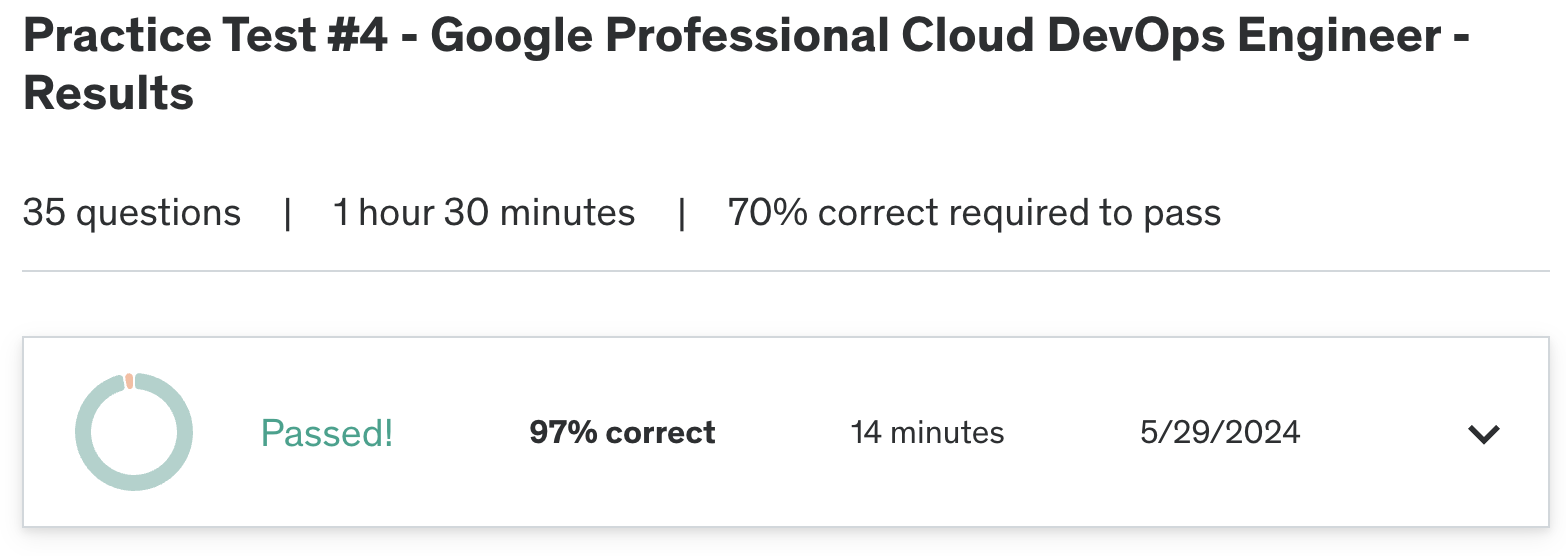 Practice Test #4 - Google Professional Cloud DevOps Engineer -
Results
35 questions | 1 hour 30 minutes | 70% correct required to pass
Passed! 97% correct 14 minutes 5/29/2024